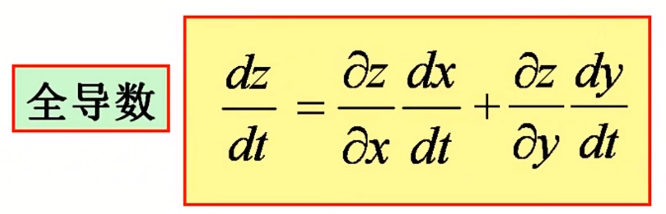 全导数
dz/dt = ∂z/∂x dx/dt + ∂z/∂y dy/dt